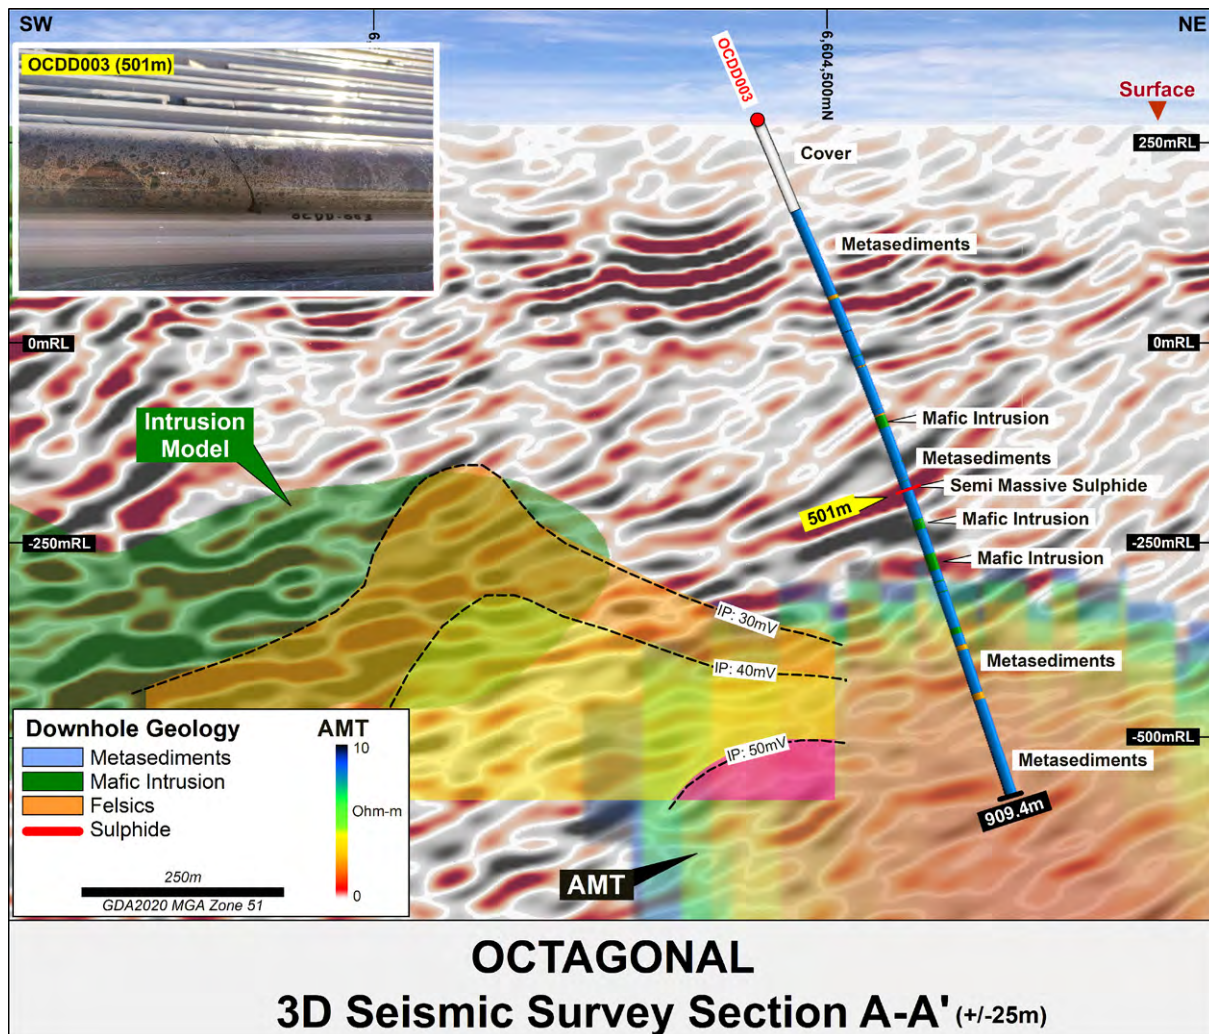 SW
NE
6,
6,604,500mN
OCDD003 (501m)
OCDD-003
OCDD003
Surface
250mRL
Cover
Metasediments
0mRL
0mRL
Mafic Intrusion
Intrusion
Model
Metasediments
Semi Massive Sulphide
501m
Mafic Intrusion
-250mRL
-250mRL
Mafic Intrusion
IP: 30mV
IP: 40mV
Metasediments
IP: 50mV
-500mRL
Metasediments
909.4m
AMT
Downhole Geology
Metasediments
Mafic Intrusion
Felsics
Sulphide
AMT
10
Ohm-m
0
250m
GDA2020 MGA Zone 51
OCTAGONAL
3D Seismic Survey Section A-A' (+/-25m)